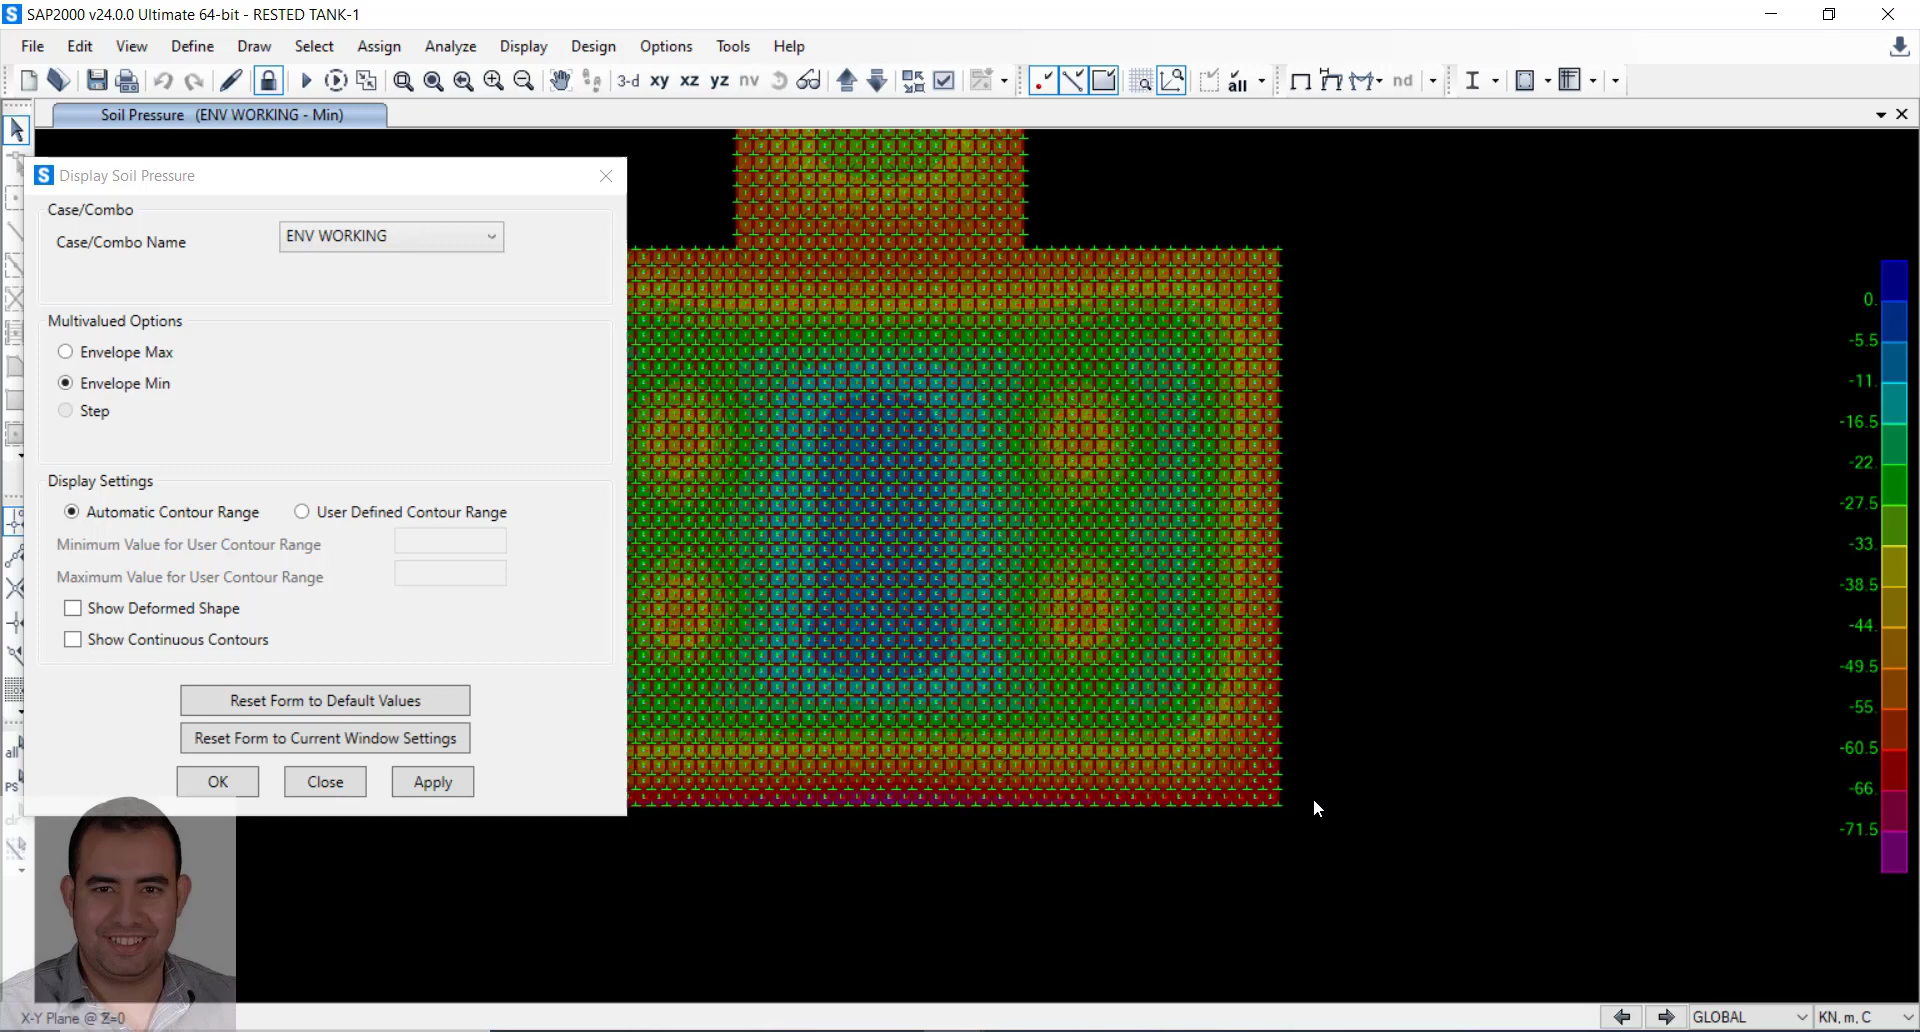 S SAP2000 v24.0.0 Ultimate 64-bit - RESTED TANK-1
File Edit View Define Draw Select Assign Analyze Display Design Options Tools Help
3-d xy xz yz nv all nd
Soil Pressure (ENV WORKING - Min)
S Display Soil Pressure
Case/Combo
Case/Combo Name ENV WORKING
Multivalued Options
Envelope Max
Envelope Min
Step
Display Settings
Automatic Contour Range User Defined Contour Range
Minimum Value for User Contour Range
Maximum Value for User Contour Range
Show Deformed Shape
Show Continuous Contours
Reset Form to Default Values
Reset Form to Current Window Settings
OK Close Apply
all
PS
0.
-5.5
-11.
-16.5
-22.
-27.5
-33.
-38.5
-44.
-49.5
-55.
-60.5
-66.
-71.5
X-Y Plane @ Z=0
GLOBAL KN, m, C